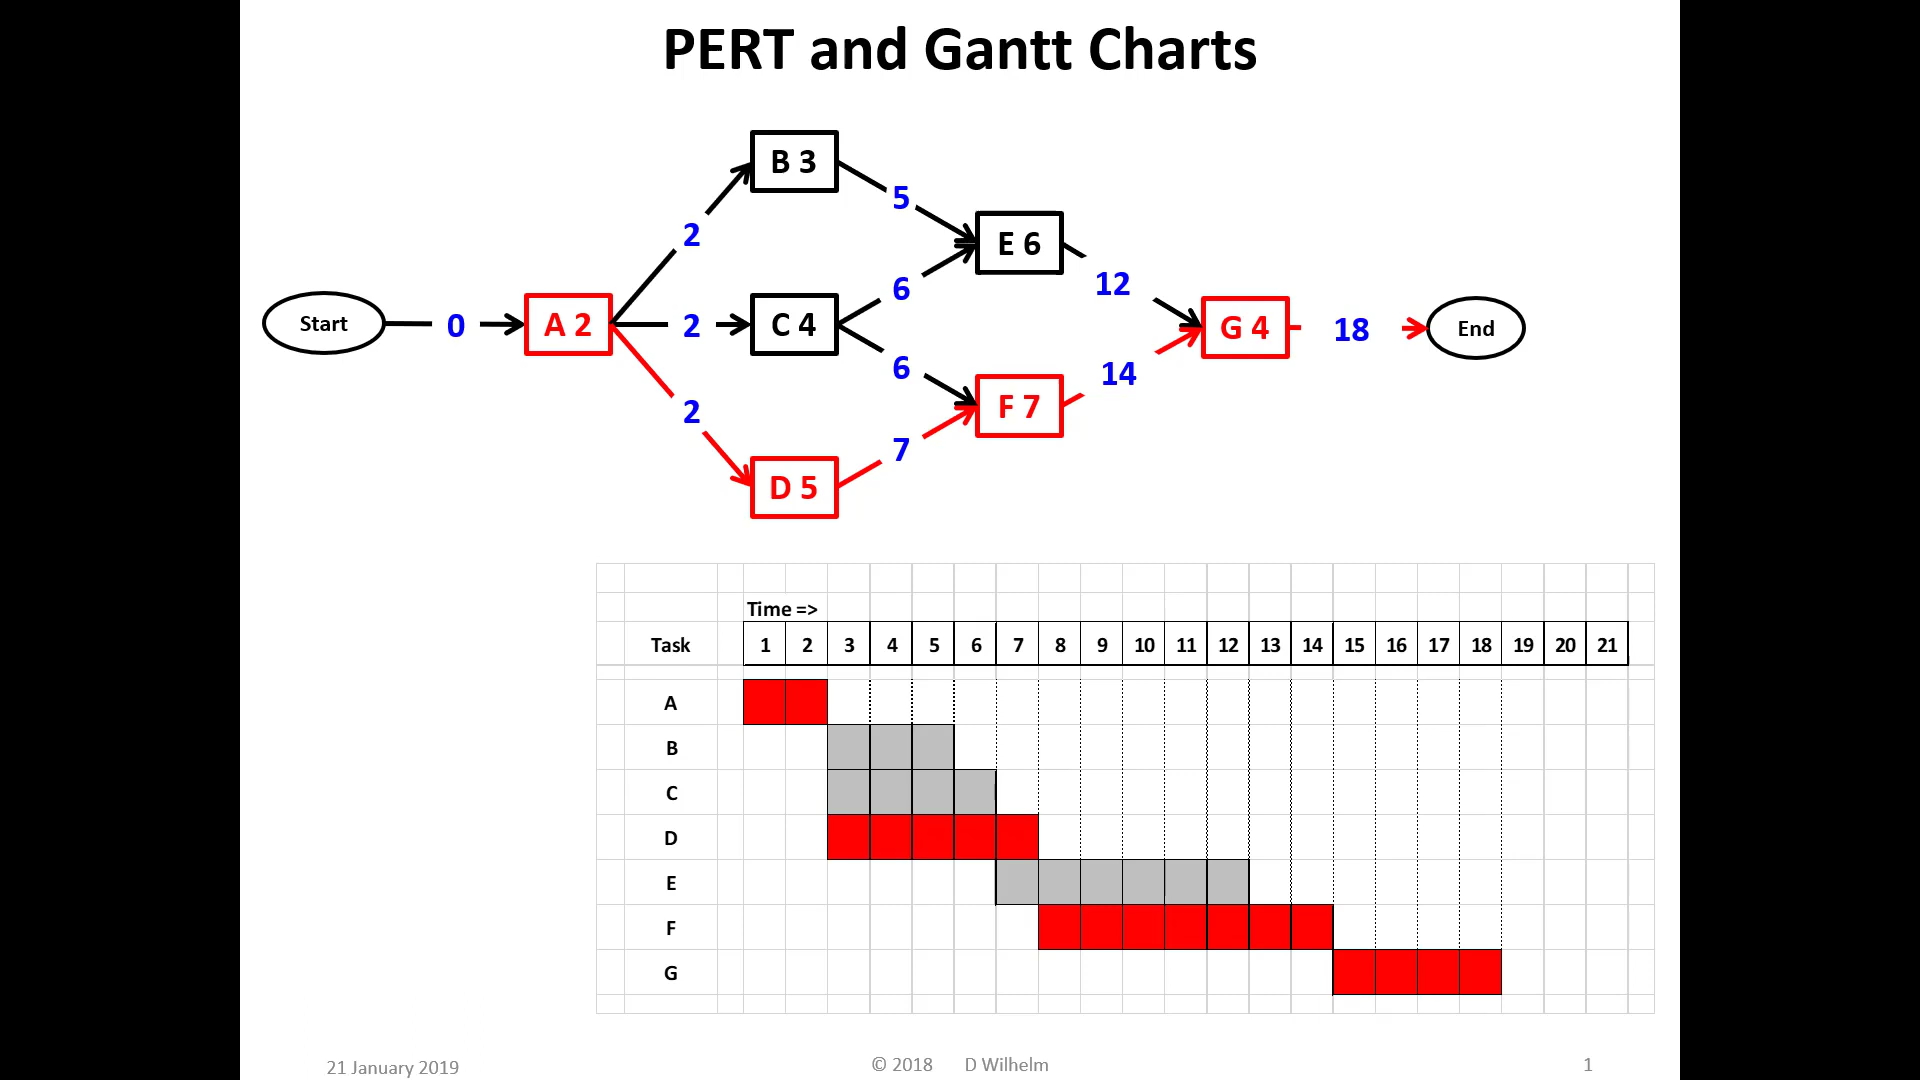 PERT and Gantt Charts
B 3
5
2
E 6
12
6
Start
0
A 2
2
C 4
G 4
18
End
6
14
2
F 7
7
D 5
Time =>
Task 1 2 3 4 5 6 7 8 9 10 11 12 13 14 15 16 17 18 19 20 21
A
B
C
D
E
F
G
21 January 2019 © 2018 D Wilhelm 1